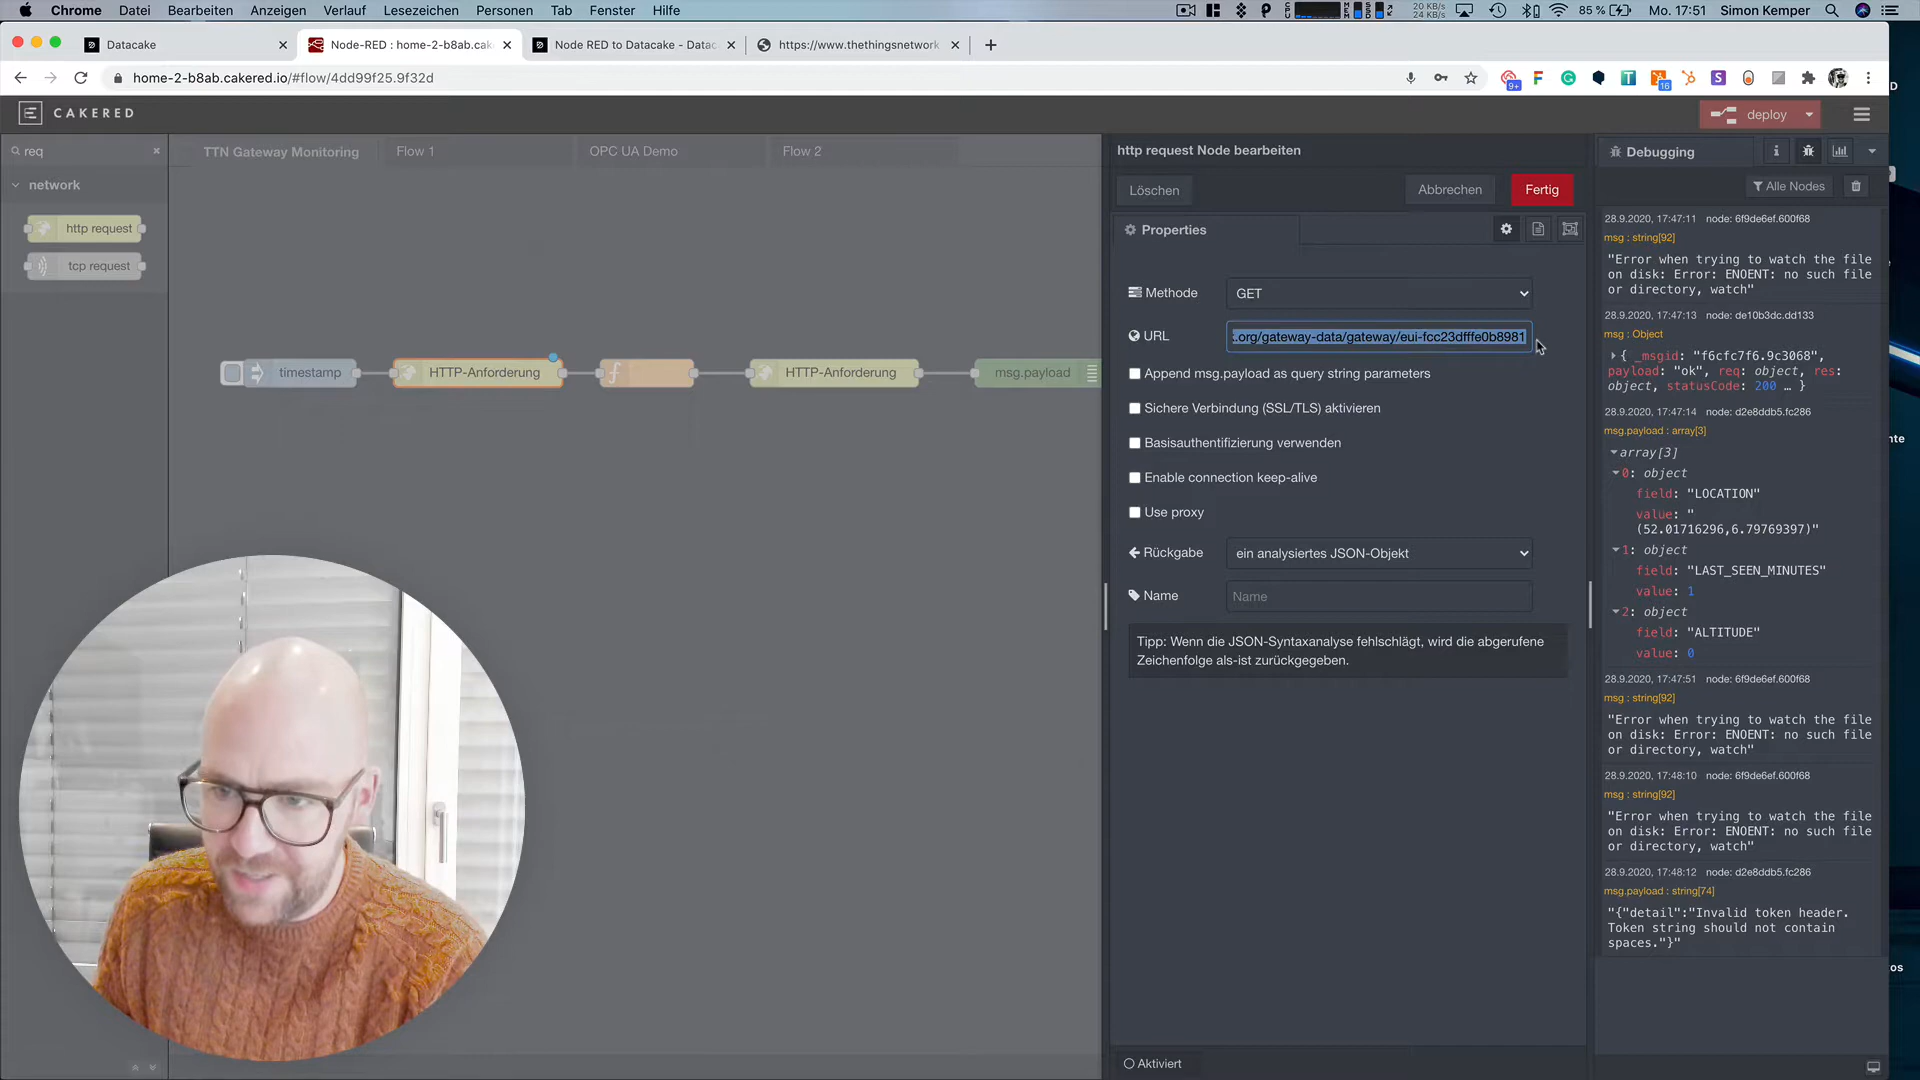 Chrome Datei Bearbeiten Anzeigen Verlauf Lesezeichen Personen Tab Fenster Hilfe 20 KB/s 24 KB/s 85 % Mo. 17:51 Simon Kemper
Datacake
Node-RED : home-2-b8ab.cake
Node RED to Datacake - Datac
https://www.thethingsnetwork
home-2-b8ab.cakered.io/#flow/4dd99f25.9f32d
9+
16
CAKERED
deploy
req
TTN Gateway Monitoring
Flow 1
OPC UA Demo
Flow 2
http request Node bearbeiten
Debugging
network
Löschen
Abbrechen
Fertig
Alle Nodes
http request
tcp request
Properties
timestamp
HTTP-Anforderung
HTTP-Anforderung
msg.payload
Methode
GET
URL
.org/gateway-data/gateway/eui-fcc23dfffe0b8981
Append msg.payload as query string parameters
Sichere Verbindung (SSL/TLS) aktivieren
Basisauthentifizierung verwenden
Enable connection keep-alive
Use proxy
Rückgabe
ein analysiertes JSON-Objekt
Name
Name
Tipp: Wenn die JSON-Syntaxanalyse fehlschlägt, wird die abgerufene
Zeichenfolge als-ist zurückgegeben.
Aktiviert
28.9.2020, 17:47:11 node: 6f9de6ef.600f68
msg : string[92]
"Error when trying to watch the file
on disk: Error: ENOENT: no such file
or directory, watch"
28.9.2020, 17:47:13 node: de10b3dc.dd133
msg : Object
{ _msgid: "f6cfc7f6.9c3068",
payload: "ok", req: object, res:
object, statusCode: 200 … }
28.9.2020, 17:47:14 node: d2e8ddb5.fc286
msg.payload : array[3]
array[3]
0: object
field: "LOCATION"
value: "
(52.01716296,6.79769397)"
1: object
field: "LAST_SEEN_MINUTES"
value: 1
2: object
field: "ALTITUDE"
value: 0
28.9.2020, 17:47:51 node: 6f9de6ef.600f68
msg : string[92]
"Error when trying to watch the file
on disk: Error: ENOENT: no such file
or directory, watch"
28.9.2020, 17:48:10 node: 6f9de6ef.600f68
msg : string[92]
"Error when trying to watch the file
on disk: Error: ENOENT: no such file
or directory, watch"
28.9.2020, 17:48:12 node: d2e8ddb5.fc286
msg.payload : string[74]
"{"detail":"Invalid token header.
Token string should not contain
spaces."}"